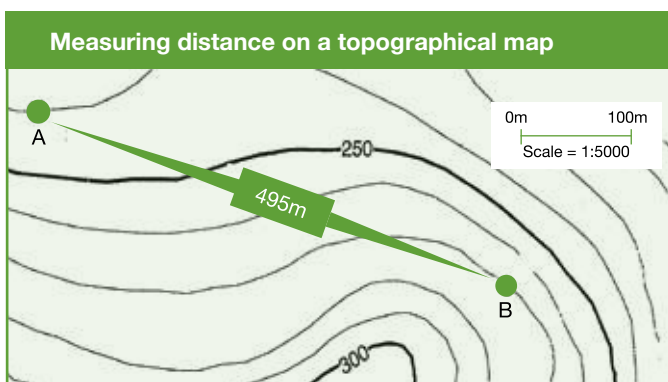 Measuring distance on a topographical map
0m 100m
Scale = 1:5000
A
250
495m
B
300